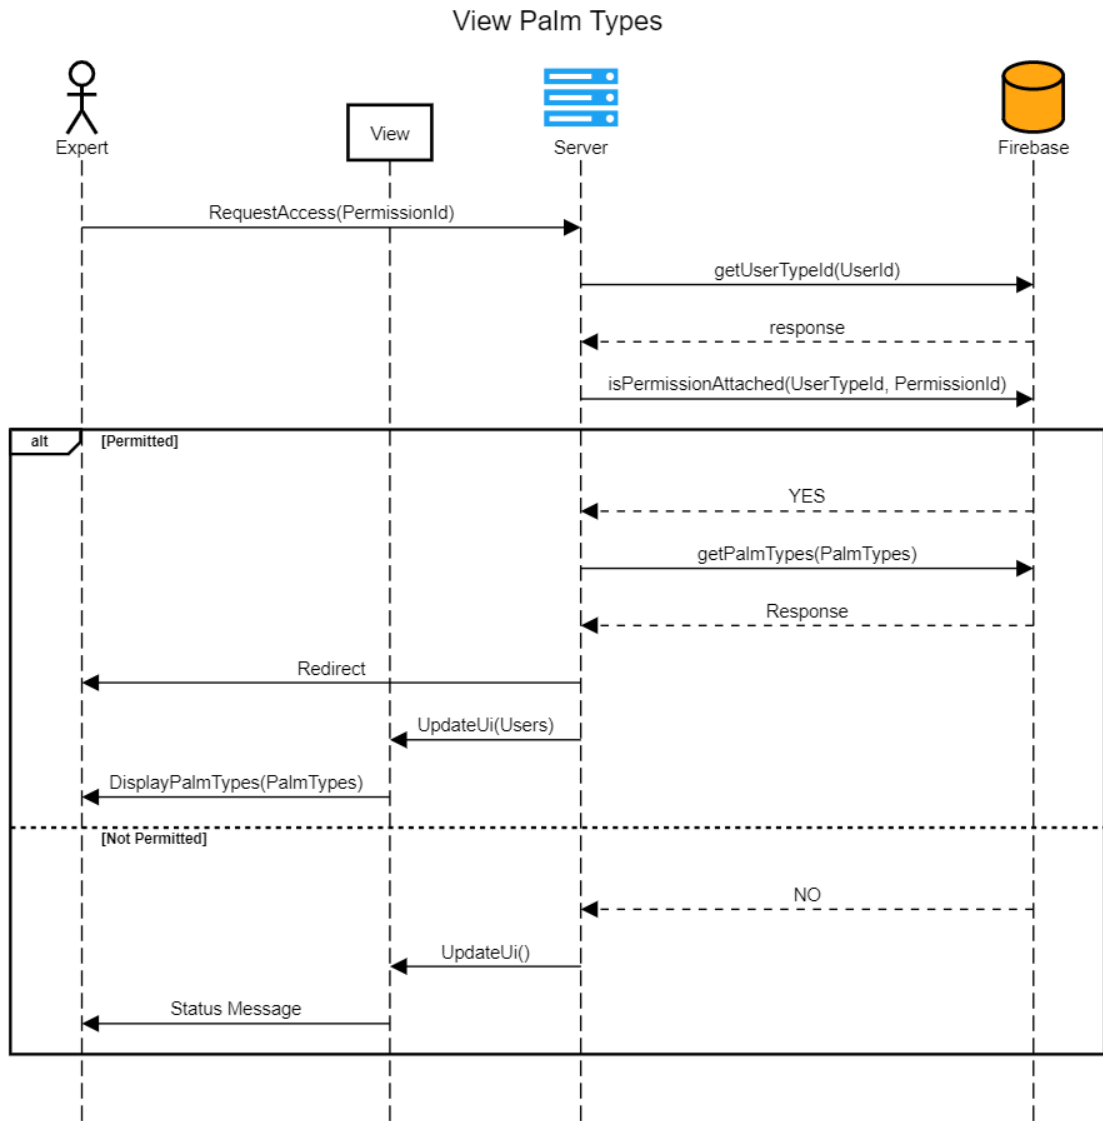 View Palm Types
Expert
View
Server
Firebase
RequestAccess(PermissionId)
getUserTypeId(UserId)
response
isPermissionAttached(UserTypeId, PermissionId)
alt
[Permitted]
YES
getPalmTypes(PalmTypes)
Response
Redirect
UpdateUi(Users)
DisplayPalmTypes(PalmTypes)
[Not Permitted]
NO
UpdateUi()
Status Message